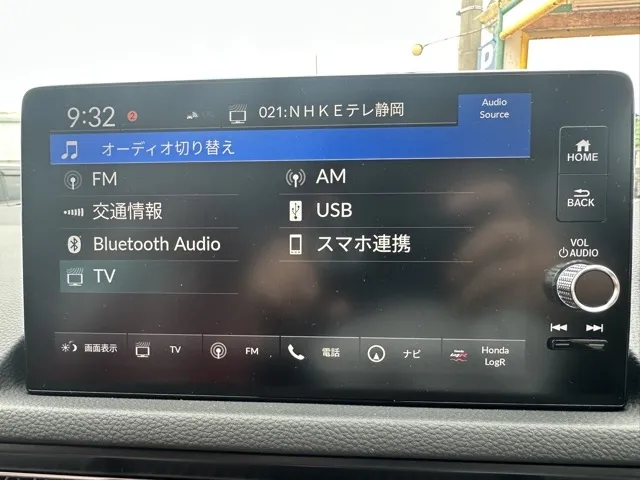 9:32 2 021:NHKEテレ静岡 Audio Source
オーディオ切り替え
FM AM
交通情報 USB
Bluetooth Audio スマホ連携
TV
画面表示 TV FM 電話 ナビ Honda LogR
HOME
BACK
VOL
AUDIO